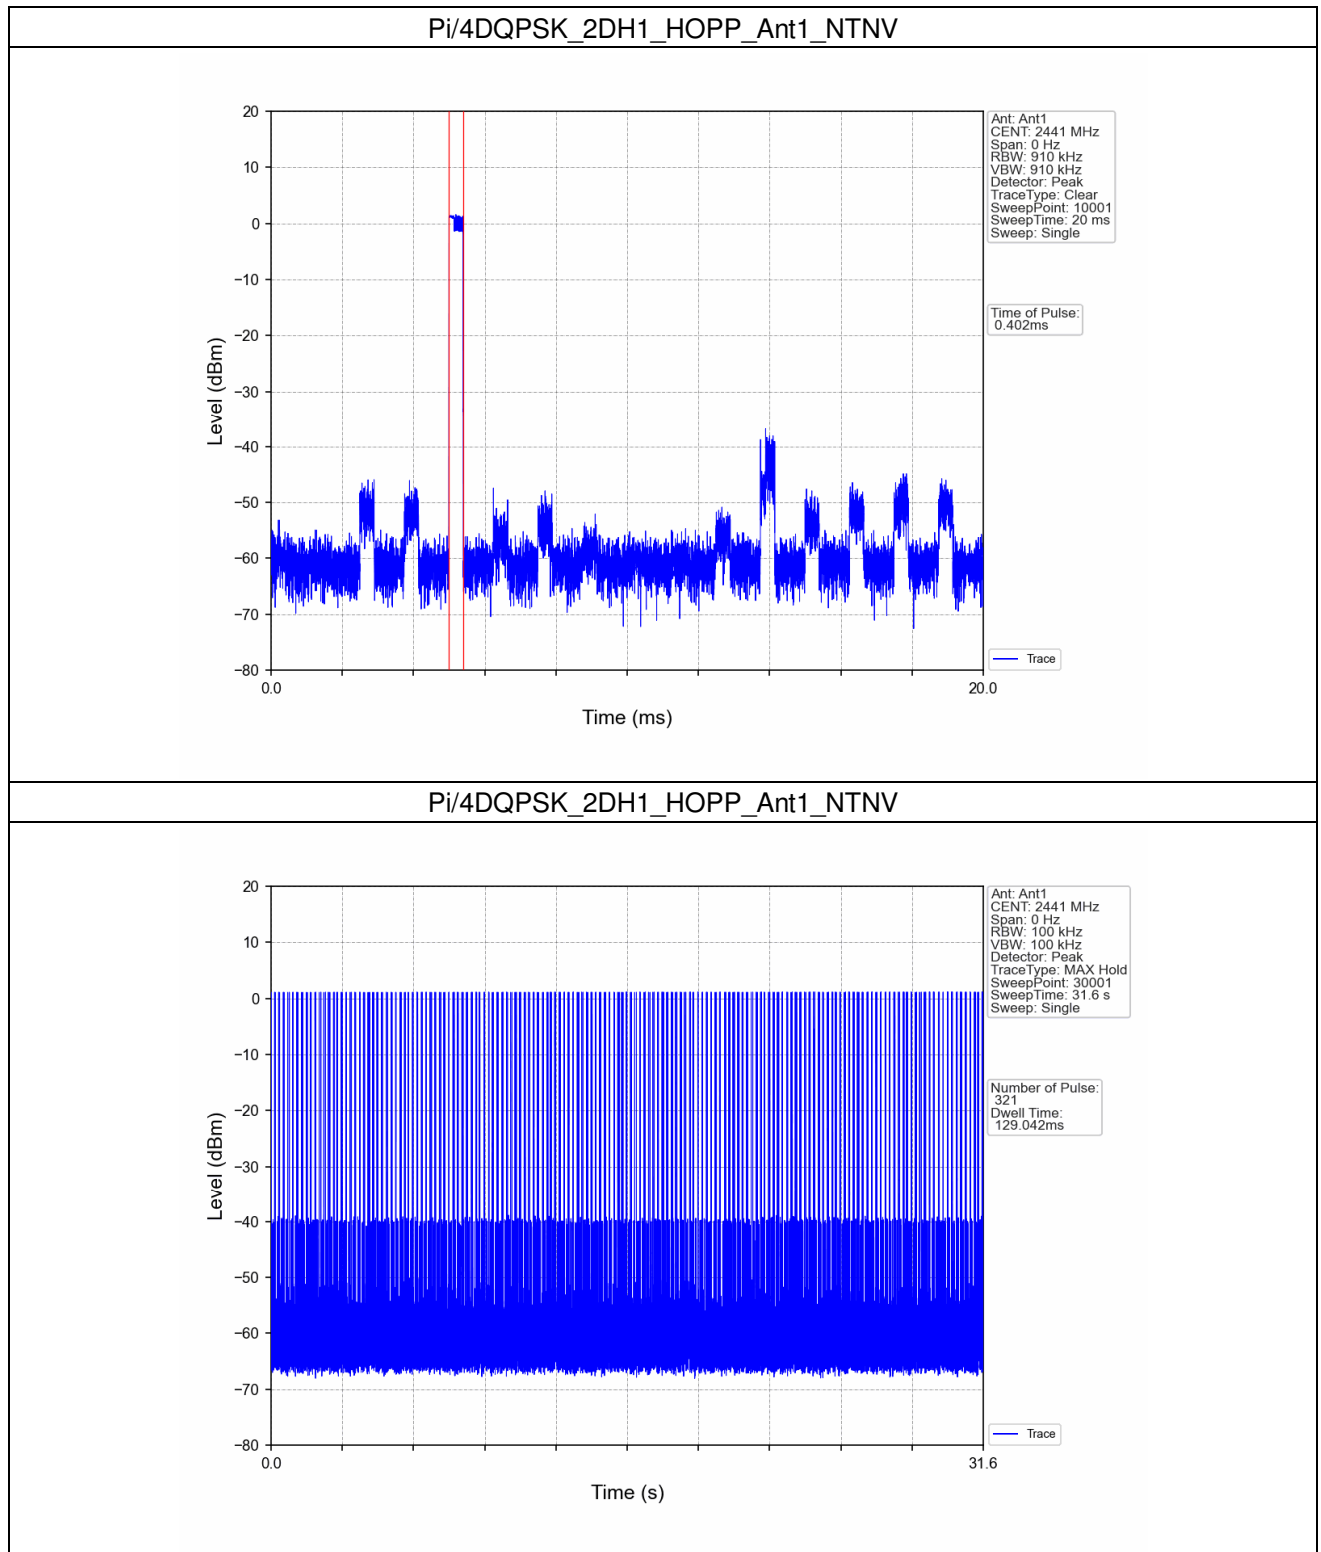 Pi/4DQPSK_2DH1_HOPP_Ant1_NTNV
20
10
0
−10
−20
−30
−40
−50
−60
−70
−80
Level (dBm)
0.0
20.0
Time (ms)
Ant: Ant1
CENT: 2441 MHz
Span: 0 Hz
RBW: 910 kHz
VBW: 910 kHz
Detector: Peak
TraceType: Clear
SweepPoint: 10001
SweepTime: 20 ms
Sweep: Single
Time of Pulse:
0.402ms
Trace
Pi/4DQPSK_2DH1_HOPP_Ant1_NTNV
20
10
0
−10
−20
−30
−40
−50
−60
−70
−80
Level (dBm)
0.0
31.6
Time (s)
Ant: Ant1
CENT: 2441 MHz
Span: 0 Hz
RBW: 100 kHz
VBW: 100 kHz
Detector: Peak
TraceType: MAX Hold
SweepPoint: 30001
SweepTime: 31.6 s
Sweep: Single
Number of Pulse:
321
Dwell Time:
129.042ms
Trace